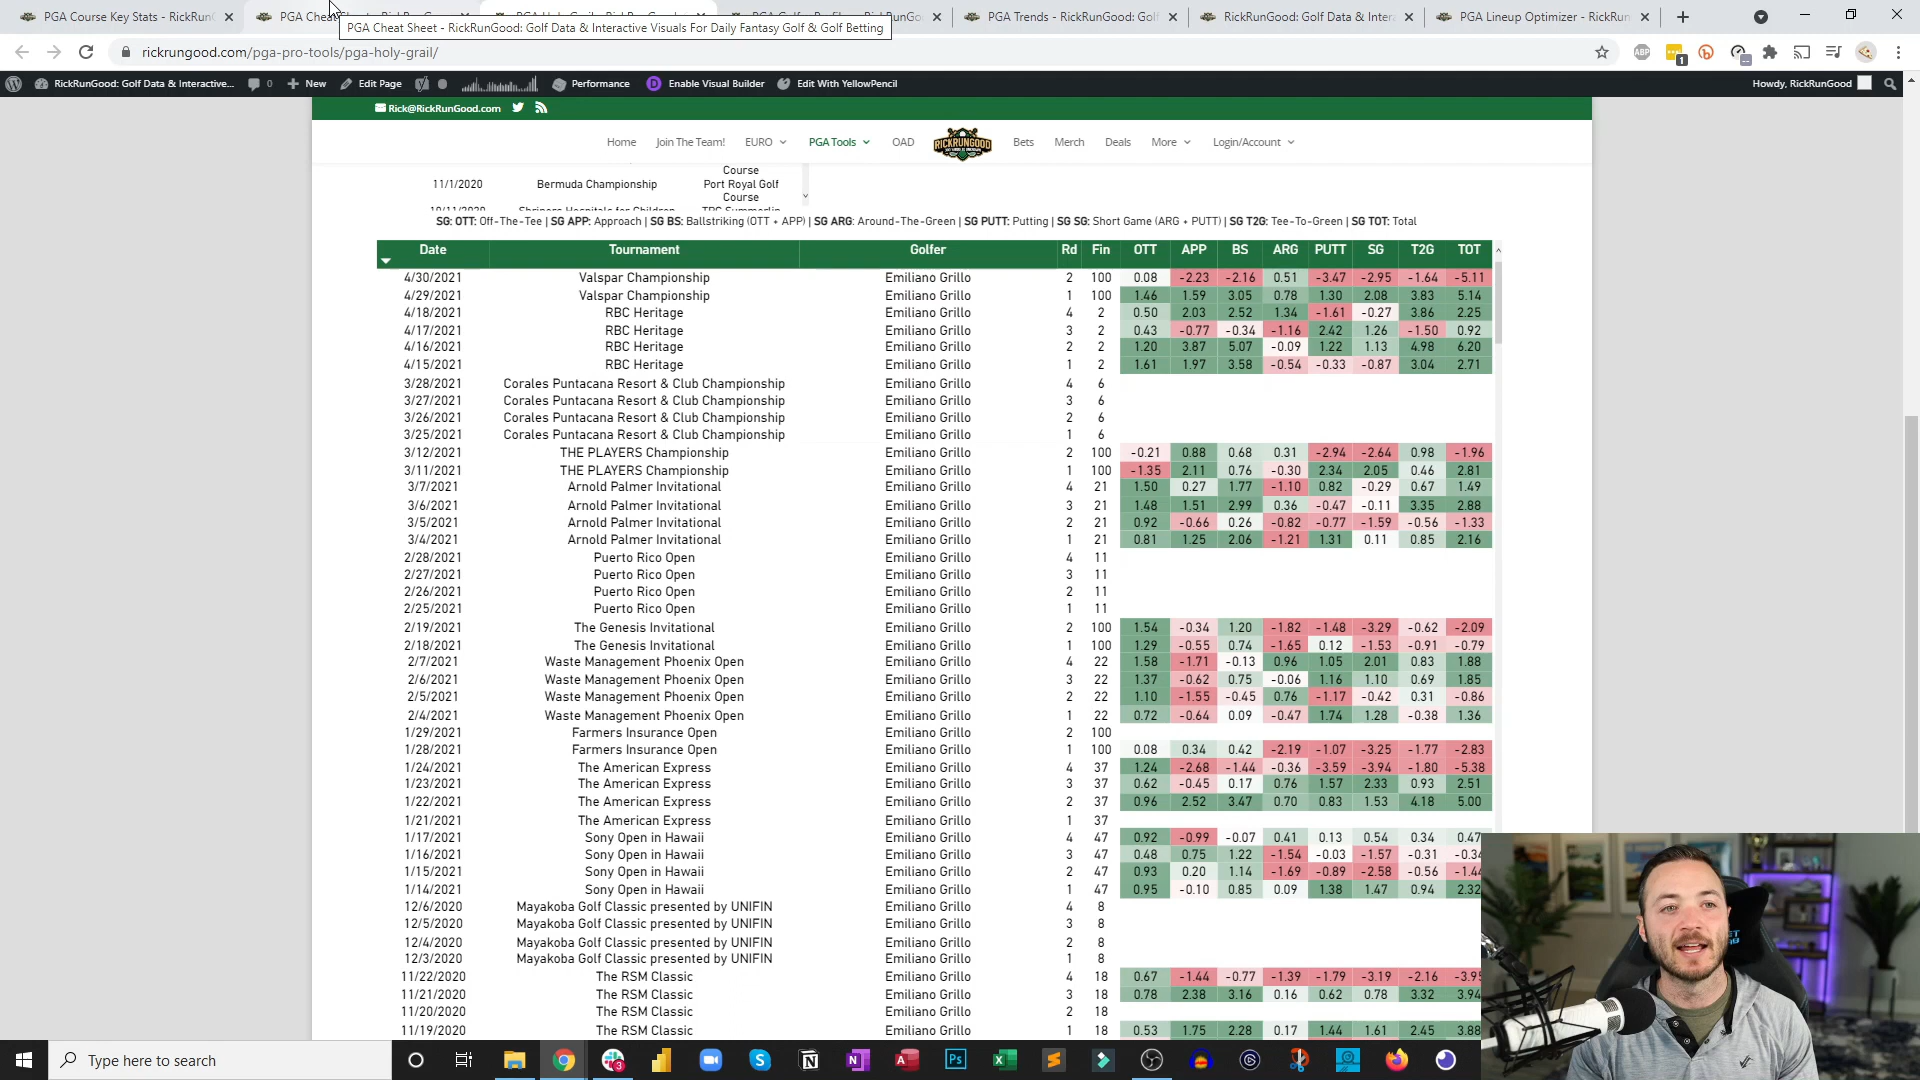 PGA Course Key Stats - RickRunG
PGA Trends - RickRunGood: Golf
RickRunGood: Golf Data & Inter
PGA Lineup Optimizer - RickRun
PGA Cheat Sheet - RickRunGood: Golf Data & Interactive Visuals For Daily Fantasy Golf & Golf Betting
rickrungood.com/pga-pro-tools/pga-holy-grail/
ABP
1
RickRunGood: Golf Data & Interactive... 0 New Edit Page Performance Enable Visual Builder Edit With YellowPencil Howdy, RickRunGood
Rick@RickRunGood.com
Home Join The Team! EURO PGA Tools OAD RICKRUNGOOD Bets Merch Deals More Login/Account
Course
11/1/2020 Bermuda Championship Port Royal Golf
Course
10/11/2020 Shriners Hospitals for Children TPC Summerlin
SG: OTT: Off-The-Tee | SG APP: Approach | SG BS: Ballstriking (OTT + APP) | SG ARG: Around-The-Green | SG PUTT: Putting | SG SG: Short Game (ARG + PUTT) | SG T2G: Tee-To-Green | SG TOT: Total
Date Tournament Golfer Rd Fin OTT APP BS ARG PUTT SG T2G TOT
4/30/2021 Valspar Championship Emiliano Grillo 2 100 0.08 -2.23 -2.16 0.51 -3.47 -2.95 -1.64 -5.11
4/29/2021 Valspar Championship Emiliano Grillo 1 100 1.46 1.59 3.05 0.78 1.30 2.08 3.83 5.14
4/18/2021 RBC Heritage Emiliano Grillo 4 2 0.50 2.03 2.52 1.34 -1.61 -0.27 3.86 2.25
4/17/2021 RBC Heritage Emiliano Grillo 3 2 0.43 -0.77 -0.34 -1.16 2.42 1.26 -1.50 0.92
4/16/2021 RBC Heritage Emiliano Grillo 2 2 1.20 3.87 5.07 -0.09 1.22 1.13 4.98 6.20
4/15/2021 RBC Heritage Emiliano Grillo 1 2 1.61 1.97 3.58 -0.54 -0.33 -0.87 3.04 2.71
3/28/2021 Corales Puntacana Resort & Club Championship Emiliano Grillo 4 6
3/27/2021 Corales Puntacana Resort & Club Championship Emiliano Grillo 3 6
3/26/2021 Corales Puntacana Resort & Club Championship Emiliano Grillo 2 6
3/25/2021 Corales Puntacana Resort & Club Championship Emiliano Grillo 1 6
3/12/2021 THE PLAYERS Championship Emiliano Grillo 2 100 -0.21 0.88 0.68 0.31 -2.94 -2.64 0.98 -1.96
3/11/2021 THE PLAYERS Championship Emiliano Grillo 1 100 -1.35 2.11 0.76 -0.30 2.34 2.05 0.46 2.81
3/7/2021 Arnold Palmer Invitational Emiliano Grillo 4 21 1.50 0.27 1.77 -1.10 0.82 -0.29 0.67 1.49
3/6/2021 Arnold Palmer Invitational Emiliano Grillo 3 21 1.48 1.51 2.99 0.36 -0.47 -0.11 3.35 2.88
3/5/2021 Arnold Palmer Invitational Emiliano Grillo 2 21 0.92 -0.66 0.26 -0.82 -0.77 -1.59 -0.56 -1.33
3/4/2021 Arnold Palmer Invitational Emiliano Grillo 1 21 0.81 1.25 2.06 -1.21 1.31 0.11 0.85 2.16
2/28/2021 Puerto Rico Open Emiliano Grillo 4 11
2/27/2021 Puerto Rico Open Emiliano Grillo 3 11
2/26/2021 Puerto Rico Open Emiliano Grillo 2 11
2/25/2021 Puerto Rico Open Emiliano Grillo 1 11
2/19/2021 The Genesis Invitational Emiliano Grillo 2 100 1.54 -0.34 1.20 -1.82 -1.48 -3.29 -0.62 -2.09
2/18/2021 The Genesis Invitational Emiliano Grillo 1 100 1.29 -0.55 0.74 -1.65 0.12 -1.53 -0.91 -0.79
2/7/2021 Waste Management Phoenix Open Emiliano Grillo 4 22 1.58 -1.71 -0.13 0.96 1.05 2.01 0.83 1.88
2/6/2021 Waste Management Phoenix Open Emiliano Grillo 3 22 1.37 -0.62 0.75 -0.06 1.16 1.10 0.69 1.85
2/5/2021 Waste Management Phoenix Open Emiliano Grillo 2 22 1.10 -1.55 -0.45 0.76 -1.17 -0.42 0.31 -0.86
2/4/2021 Waste Management Phoenix Open Emiliano Grillo 1 22 0.72 -0.64 0.09 -0.47 1.74 1.28 -0.38 1.36
1/29/2021 Farmers Insurance Open Emiliano Grillo 2 100
1/28/2021 Farmers Insurance Open Emiliano Grillo 1 100 0.08 0.34 0.42 -2.19 -1.07 -3.25 -1.77 -2.83
1/24/2021 The American Express Emiliano Grillo 4 37 1.24 -2.68 -1.44 -0.36 -3.59 -3.94 -1.80 -5.38
1/23/2021 The American Express Emiliano Grillo 3 37 0.62 -0.45 0.17 0.76 1.57 2.33 0.93 2.51
1/22/2021 The American Express Emiliano Grillo 2 37 0.96 2.52 3.47 0.70 0.83 1.53 4.18 5.00
1/21/2021 The American Express Emiliano Grillo 1 37
1/17/2021 Sony Open in Hawaii Emiliano Grillo 4 47 0.92 -0.99 -0.07 0.41 0.13 0.54 0.34 0.47
1/16/2021 Sony Open in Hawaii Emiliano Grillo 3 47 0.48 0.75 1.22 -1.54 -0.03 -1.57 -0.31 -0.34
1/15/2021 Sony Open in Hawaii Emiliano Grillo 2 47 0.93 0.20 1.14 -1.69 -0.89 -2.58 -0.56 -1.44
1/14/2021 Sony Open in Hawaii Emiliano Grillo 1 47 0.95 -0.10 0.85 0.09 1.38 1.47 0.94 2.32
12/6/2020 Mayakoba Golf Classic presented by UNIFIN Emiliano Grillo 4 8
12/5/2020 Mayakoba Golf Classic presented by UNIFIN Emiliano Grillo 3 8
12/4/2020 Mayakoba Golf Classic presented by UNIFIN Emiliano Grillo 2 8
12/3/2020 Mayakoba Golf Classic presented by UNIFIN Emiliano Grillo 1 8
11/22/2020 The RSM Classic Emiliano Grillo 4 18 0.67 -1.44 -0.77 -1.39 -1.79 -3.19 -2.16 -3.95
11/21/2020 The RSM Classic Emiliano Grillo 3 18 0.78 2.38 3.16 0.16 0.62 0.78 3.32 3.94
11/20/2020 The RSM Classic Emiliano Grillo 2 18
11/19/2020 The RSM Classic Emiliano Grillo 1 18 0.53 1.75 2.28 0.17 1.44 1.61 2.45 3.88
Type here to search